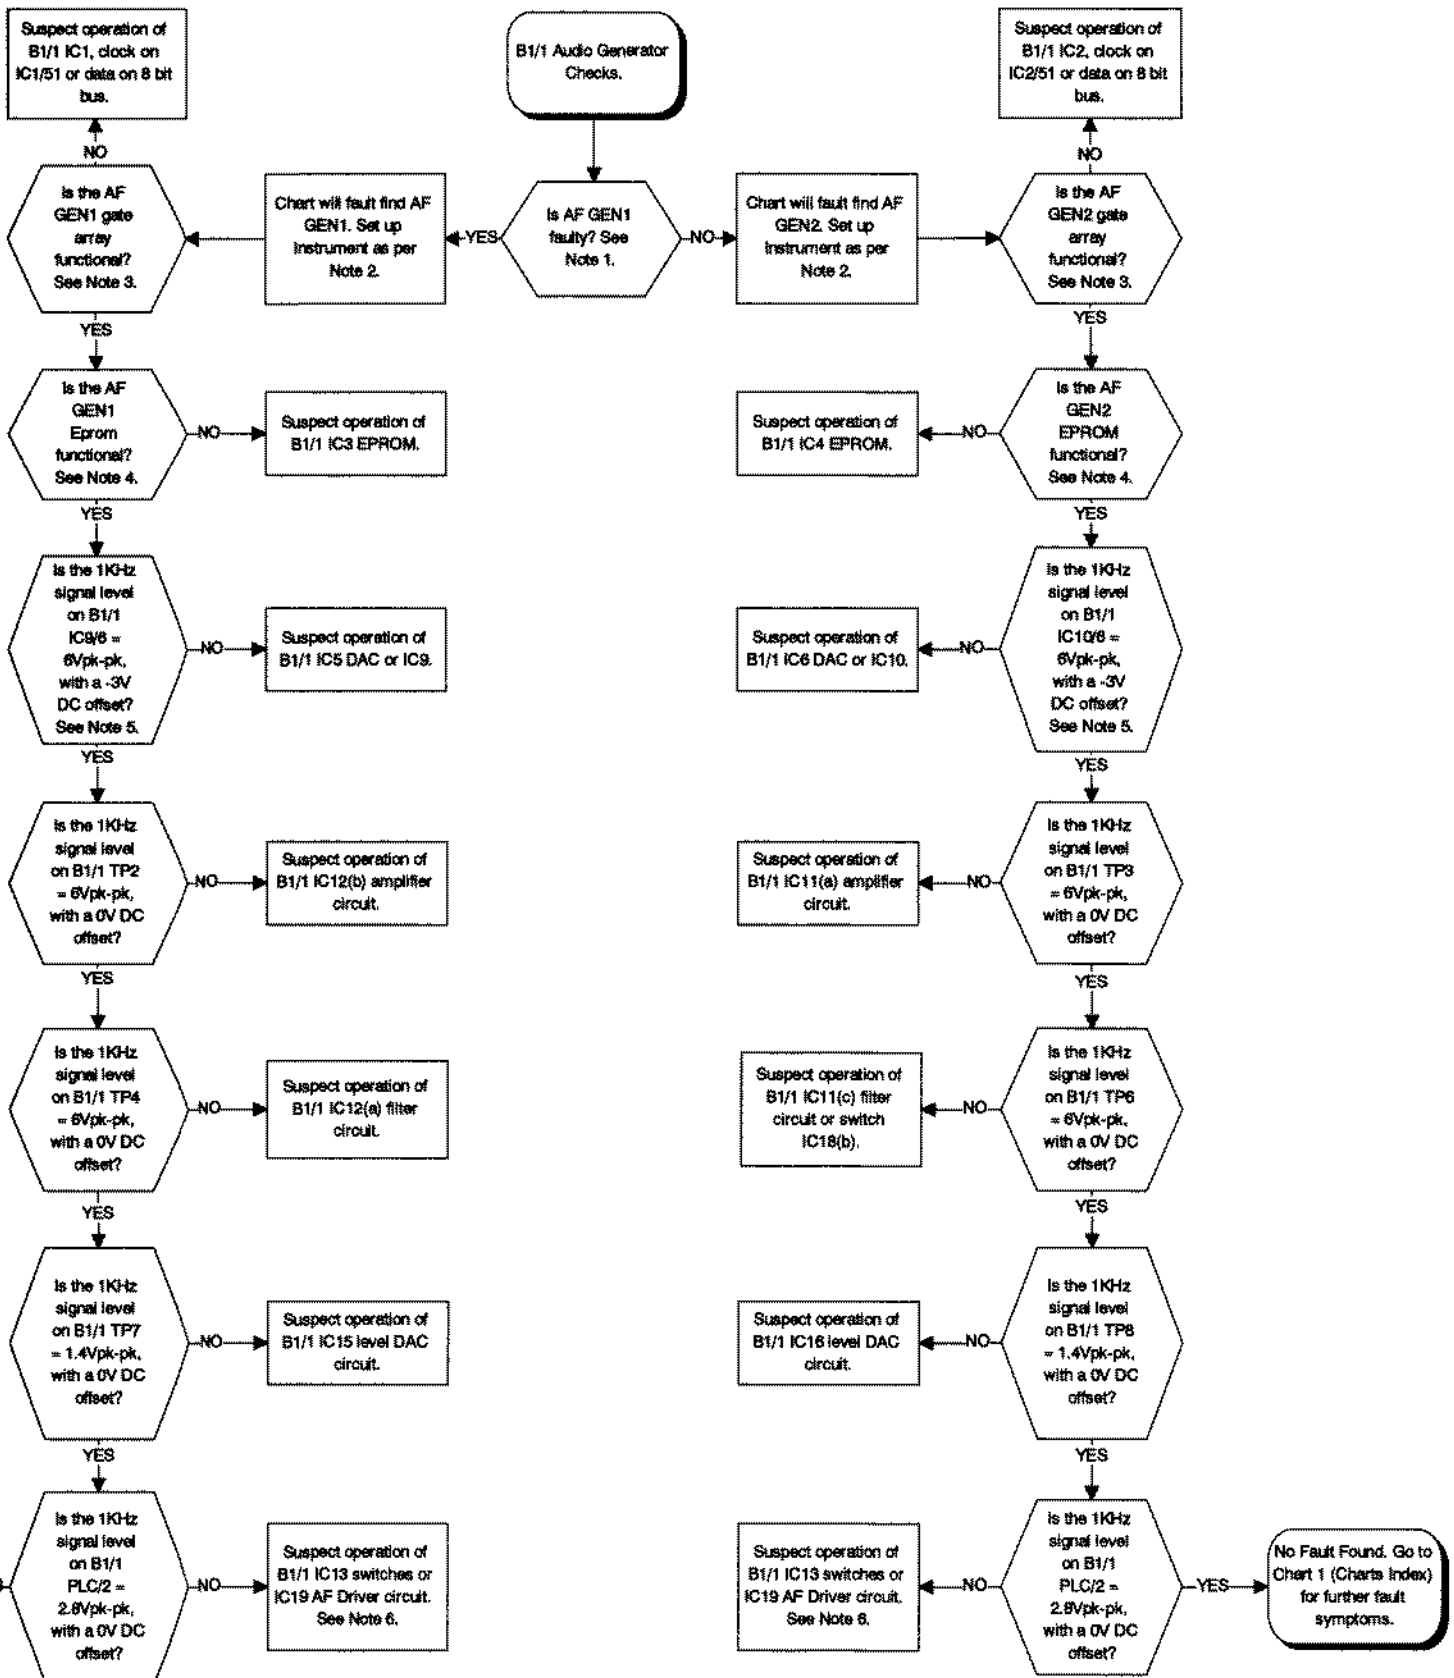 Suspect operation of
B1/1 IC1, clock on
IC1/51 or data on 8 bit
bus.
B1/1 Audio Generator
Checks.
Suspect operation of
B1/1 IC2, clock on
IC2/51 or data on 8 bit
bus.
NO
NO
Is the AF
GEN1 gate
array
functional?
See Note 3.
Chart will fault find AF
GEN1. Set up
Instrument as per
Note 2.
YES
Is AF GEN1
faulty? See
Note 1.
NO
Chart will fault find AF
GEN2. Set up
Instrument as per
Note 2.
Is the AF
GEN2 gate
array
functional?
See Note 3.
YES
YES
Is the AF
GEN1
Eprom
functional?
See Note 4.
NO
Suspect operation of
B1/1 IC3 EPROM.
Suspect operation of
B1/1 IC4 EPROM.
NO
Is the AF
GEN2
EPROM
functional?
See Note 4.
YES
YES
Is the 1KHz
signal level
on B1/1
IC9/6 =
6Vpk-pk,
with a -3V
DC offset?
See Note 5.
NO
Suspect operation of
B1/1 IC5 DAC or IC9.
Suspect operation of
B1/1 IC6 DAC or IC10.
NO
Is the 1KHz
signal level
on B1/1
IC10/6 =
6Vpk-pk,
with a -3V
DC offset?
See Note 5.
YES
YES
Is the 1KHz
signal level
on B1/1 TP2
= 6Vpk-pk,
with a 0V DC
offset?
NO
Suspect operation of
B1/1 IC12(b) amplifier
circuit.
Suspect operation of
B1/1 IC11(a) amplifier
circuit.
NO
Is the 1KHz
signal level
on B1/1 TP3
= 6Vpk-pk,
with a 0V DC
offset?
YES
YES
Is the 1KHz
signal level
on B1/1 TP4
= 6Vpk-pk,
with a 0V DC
offset?
NO
Suspect operation of
B1/1 IC12(a) filter
circuit.
Suspect operation of
B1/1 IC11(c) filter
circuit or switch
IC18(b).
NO
Is the 1KHz
signal level
on B1/1 TP6
= 6Vpk-pk,
with a 0V DC
offset?
YES
YES
Is the 1KHz
signal level
on B1/1 TP7
= 1.4Vpk-pk,
with a 0V DC
offset?
NO
Suspect operation of
B1/1 IC15 level DAC
circuit.
Suspect operation of
B1/1 IC16 level DAC
circuit.
NO
Is the 1KHz
signal level
on B1/1 TP8
= 1.4Vpk-pk,
with a 0V DC
offset?
YES
YES
Is the 1KHz
signal level
on B1/1
PLC/2 =
2.8Vpk-pk,
with a 0V DC
offset?
NO
Suspect operation of
B1/1 IC13 switches or
IC19 AF Driver circuit.
See Note 6.
Suspect operation of
B1/1 IC13 switches or
IC19 AF Driver circuit.
See Note 6.
NO
Is the 1KHz
signal level
on B1/1
PLC/2 =
2.8Vpk-pk,
with a 0V DC
offset?
YES
No Fault Found. Go to
Chart 1 (Charts Index)
for further fault
symptoms.